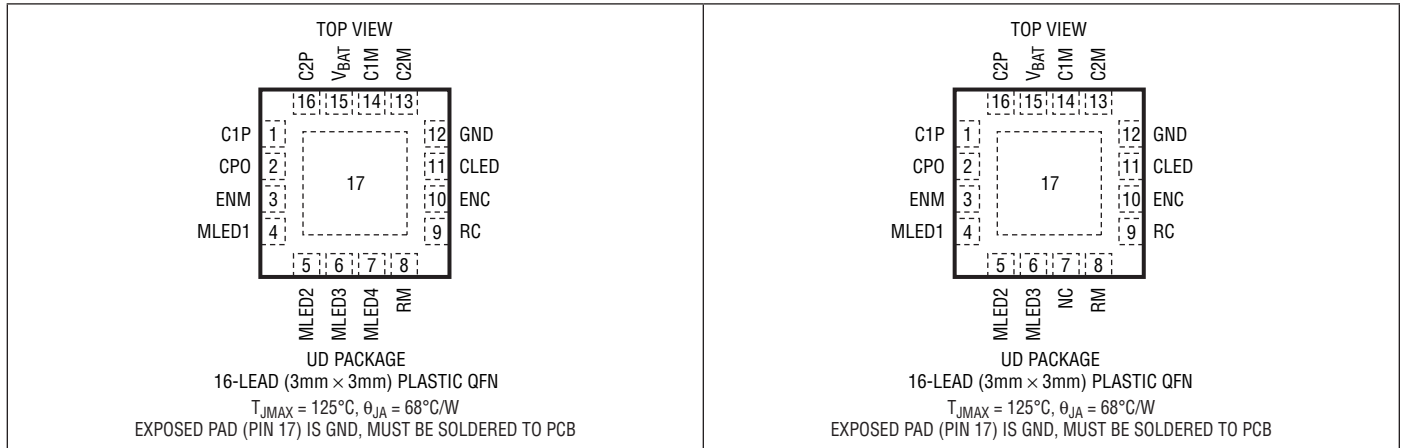 TOP VIEW
C2P
VBAT
C1M
C2M
16 15 14 13
C1P 1
12 GND
CPO 2
11 CLED
17
ENM 3
10 ENC
MLED1 4
9 RC
5 6 7 8
MLED2
MLED3
MLED4
RM
UD PACKAGE
16-LEAD (3mm × 3mm) PLASTIC QFN
TJMAX = 125°C, θJA = 68°C/W
EXPOSED PAD (PIN 17) IS GND, MUST BE SOLDERED TO PCB
TOP VIEW
C2P
VBAT
C1M
C2M
16 15 14 13
C1P 1
12 GND
CPO 2
11 CLED
17
ENM 3
10 ENC
MLED1 4
9 RC
5 6 7 8
MLED2
MLED3
NC
RM
UD PACKAGE
16-LEAD (3mm × 3mm) PLASTIC QFN
TJMAX = 125°C, θJA = 68°C/W
EXPOSED PAD (PIN 17) IS GND, MUST BE SOLDERED TO PCB